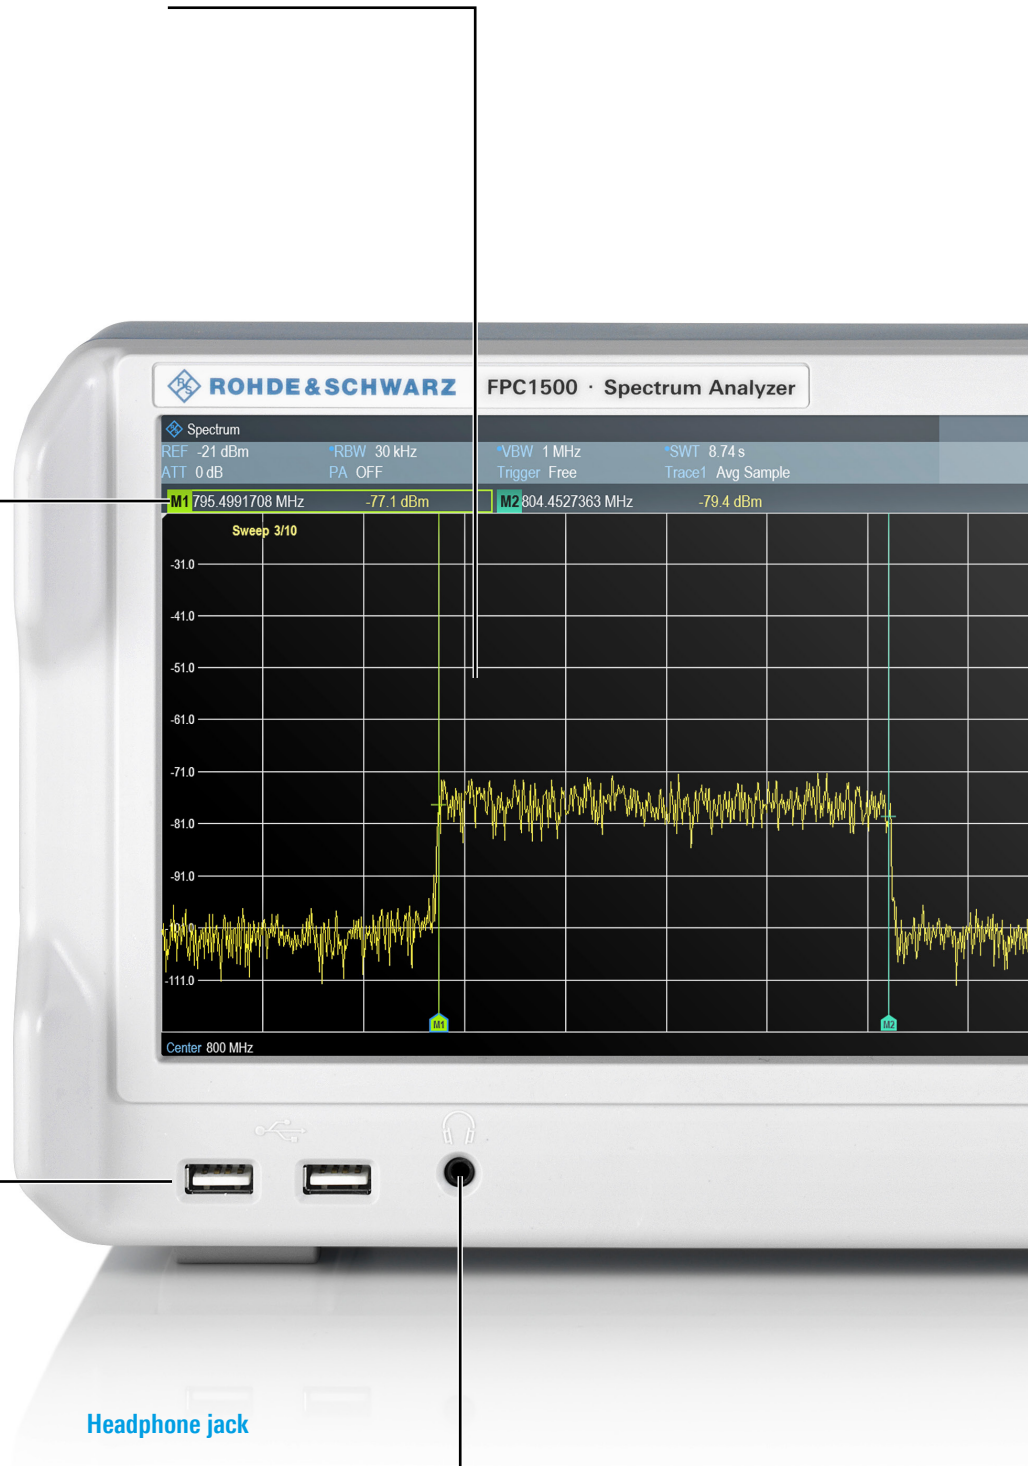 R&S ROHDE&SCHWARZ FPC1500 · Spectrum Analyzer
Spectrum
REF -21 dBm *RBW 30 kHz *VBW 1 MHz *SWT 8.74 s
ATT 0 dB PA OFF Trigger Free Trace1 Avg Sample
M1 795.4991708 MHz -77.1 dBm M2 804.4527363 MHz -79.4 dBm
Sweep 3/10
-31.0
-41.0
-51.0
-61.0
-71.0
-81.0
-91.0
-111.0
M1 M2
Center 800 MHz
Headphone jack